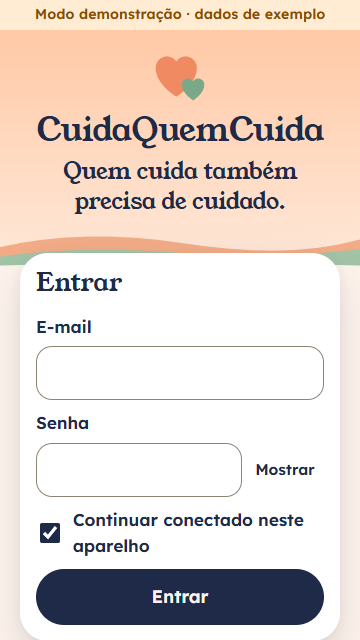 Modo demonstração · dados de exemplo
CuidaQuemCuida
Quem cuida também
precisa de cuidado.
Entrar
E-mail
Senha
Mostrar
Continuar conectado neste
aparelho
Entrar